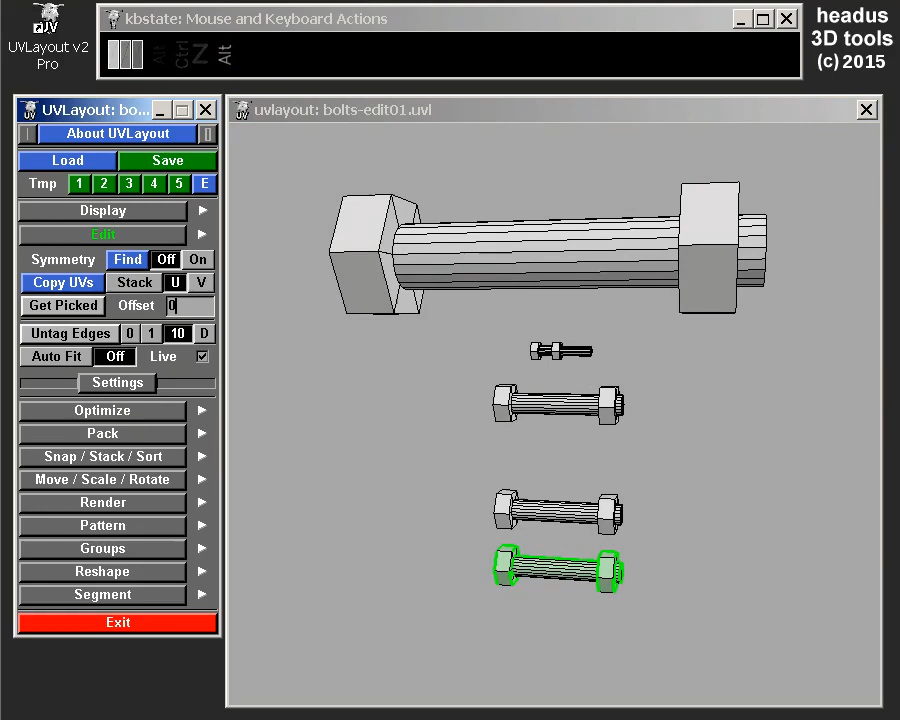 UVLayout v2
Pro
kbstate: Mouse and Keyboard Actions
Alt
Ctrl
N
Alt
headus
3D tools
(c) 2015
UVLayout: bo...
About UVLayout
Load Save
Tmp 1 2 3 4 5 E
Display
Edit
Symmetry Find Off On
Copy UVs Stack U V
Get Picked Offset 0
Untag Edges 0 1 10 D
Auto Fit Off Live
Settings
Optimize
Pack
Snap / Stack / Sort
Move / Scale / Rotate
Render
Pattern
Groups
Reshape
Segment
Exit
uvlayout: bolts-edit01.uvl